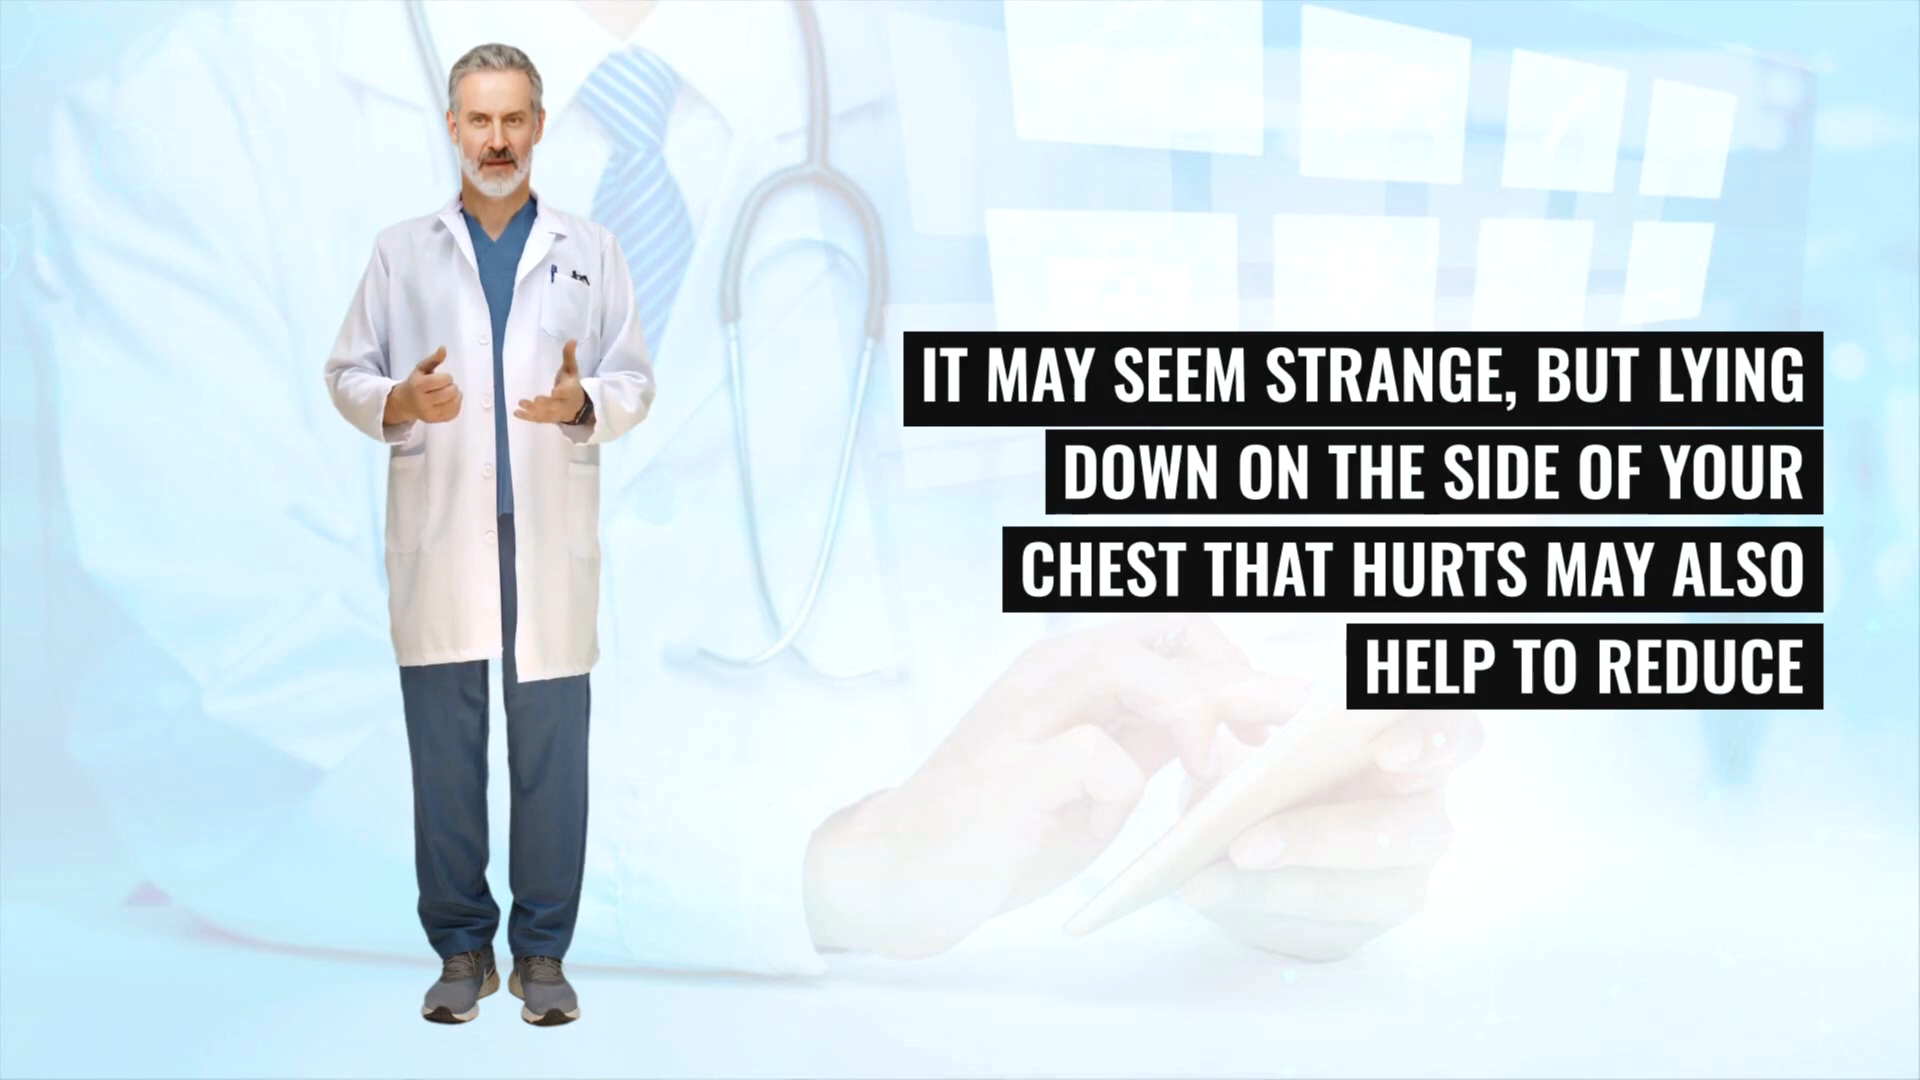 IT MAY SEEM STRANGE, BUT LYING
DOWN ON THE SIDE OF YOUR
CHEST THAT HURTS MAY ALSO
HELP TO REDUCE